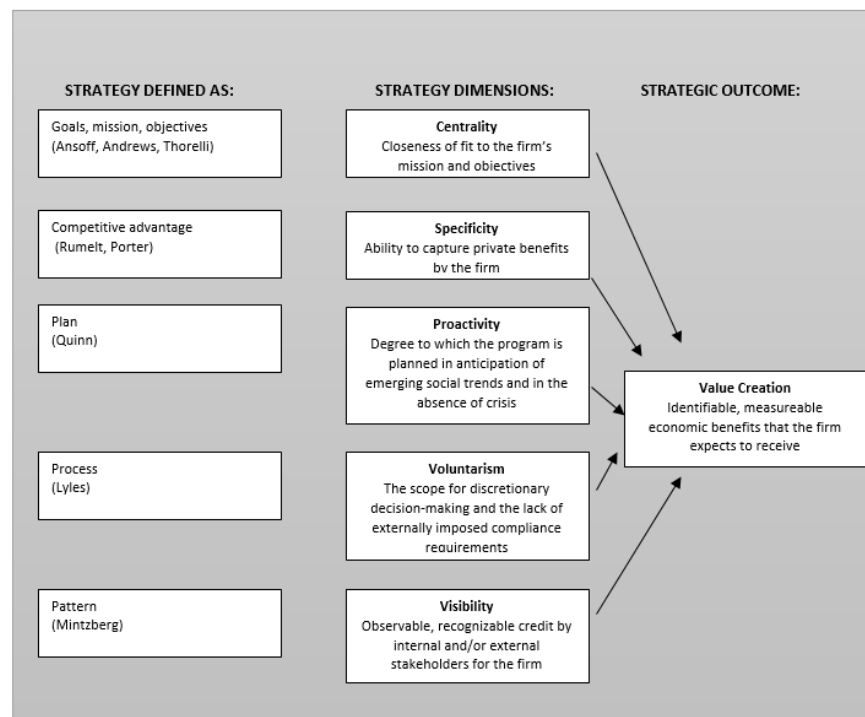 STRATEGY DEFINED AS:
STRATEGY DIMENSIONS:
STRATEGIC OUTCOME:
Goals, mission, objectives
(Ansoff, Andrews, Thorelli)
Centrality
Closeness of fit to the firm's
mission and objectives
Competitive advantage
(Rumelt, Porter)
Specificity
Ability to capture private benefits
by the firm
Plan
(Quinn)
Proactivity
Degree to which the program is
planned in anticipation of
emerging social trends and in the
absence of crisis
Value Creation
Identifiable, measureable
economic benefits that the firm
expects to receive
Process
(Lyles)
Voluntarism
The scope for discretionary
decision-making and the lack of
externally imposed compliance
requirements
Pattern
(Mintzberg)
Visibility
Observable, recognizable credit by
internal and/or external
stakeholders for the firm